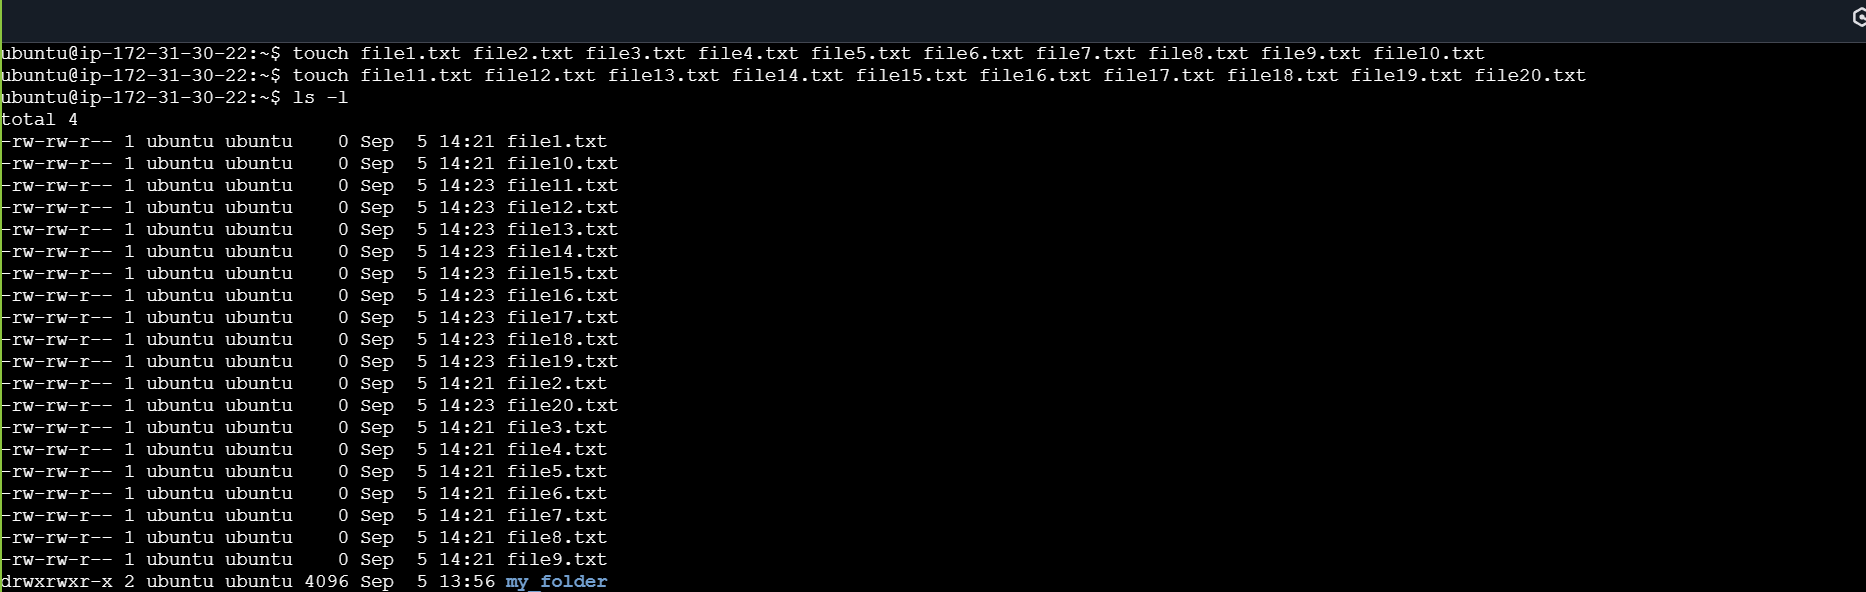 ubuntu@ip-172-31-30-22:~$ touch file1.txt file2.txt file3.txt file4.txt file5.txt file6.txt file7.txt file8.txt file9.txt file10.txt
ubuntu@ip-172-31-30-22:~$ touch file11.txt file12.txt file13.txt file14.txt file15.txt file16.txt file17.txt file18.txt file19.txt file20.txt
ubuntu@ip-172-31-30-22:~$ ls -l
total 4
-rw-rw-r-- 1 ubuntu ubuntu    0 Sep  5 14:21 file1.txt
-rw-rw-r-- 1 ubuntu ubuntu    0 Sep  5 14:21 file10.txt
-rw-rw-r-- 1 ubuntu ubuntu    0 Sep  5 14:23 file11.txt
-rw-rw-r-- 1 ubuntu ubuntu    0 Sep  5 14:23 file12.txt
-rw-rw-r-- 1 ubuntu ubuntu    0 Sep  5 14:23 file13.txt
-rw-rw-r-- 1 ubuntu ubuntu    0 Sep  5 14:23 file14.txt
-rw-rw-r-- 1 ubuntu ubuntu    0 Sep  5 14:23 file15.txt
-rw-rw-r-- 1 ubuntu ubuntu    0 Sep  5 14:23 file16.txt
-rw-rw-r-- 1 ubuntu ubuntu    0 Sep  5 14:23 file17.txt
-rw-rw-r-- 1 ubuntu ubuntu    0 Sep  5 14:23 file18.txt
-rw-rw-r-- 1 ubuntu ubuntu    0 Sep  5 14:23 file19.txt
-rw-rw-r-- 1 ubuntu ubuntu    0 Sep  5 14:21 file2.txt
-rw-rw-r-- 1 ubuntu ubuntu    0 Sep  5 14:23 file20.txt
-rw-rw-r-- 1 ubuntu ubuntu    0 Sep  5 14:21 file3.txt
-rw-rw-r-- 1 ubuntu ubuntu    0 Sep  5 14:21 file4.txt
-rw-rw-r-- 1 ubuntu ubuntu    0 Sep  5 14:21 file5.txt
-rw-rw-r-- 1 ubuntu ubuntu    0 Sep  5 14:21 file6.txt
-rw-rw-r-- 1 ubuntu ubuntu    0 Sep  5 14:21 file7.txt
-rw-rw-r-- 1 ubuntu ubuntu    0 Sep  5 14:21 file8.txt
-rw-rw-r-- 1 ubuntu ubuntu    0 Sep  5 14:21 file9.txt
drwxrwxr-x 2 ubuntu ubuntu 4096 Sep  5 13:56 my_folder